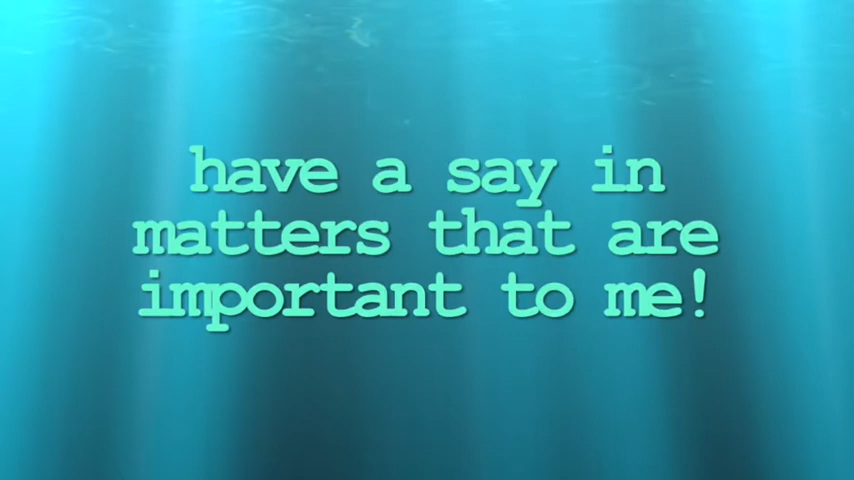 have a say in
matters that are
important to me!